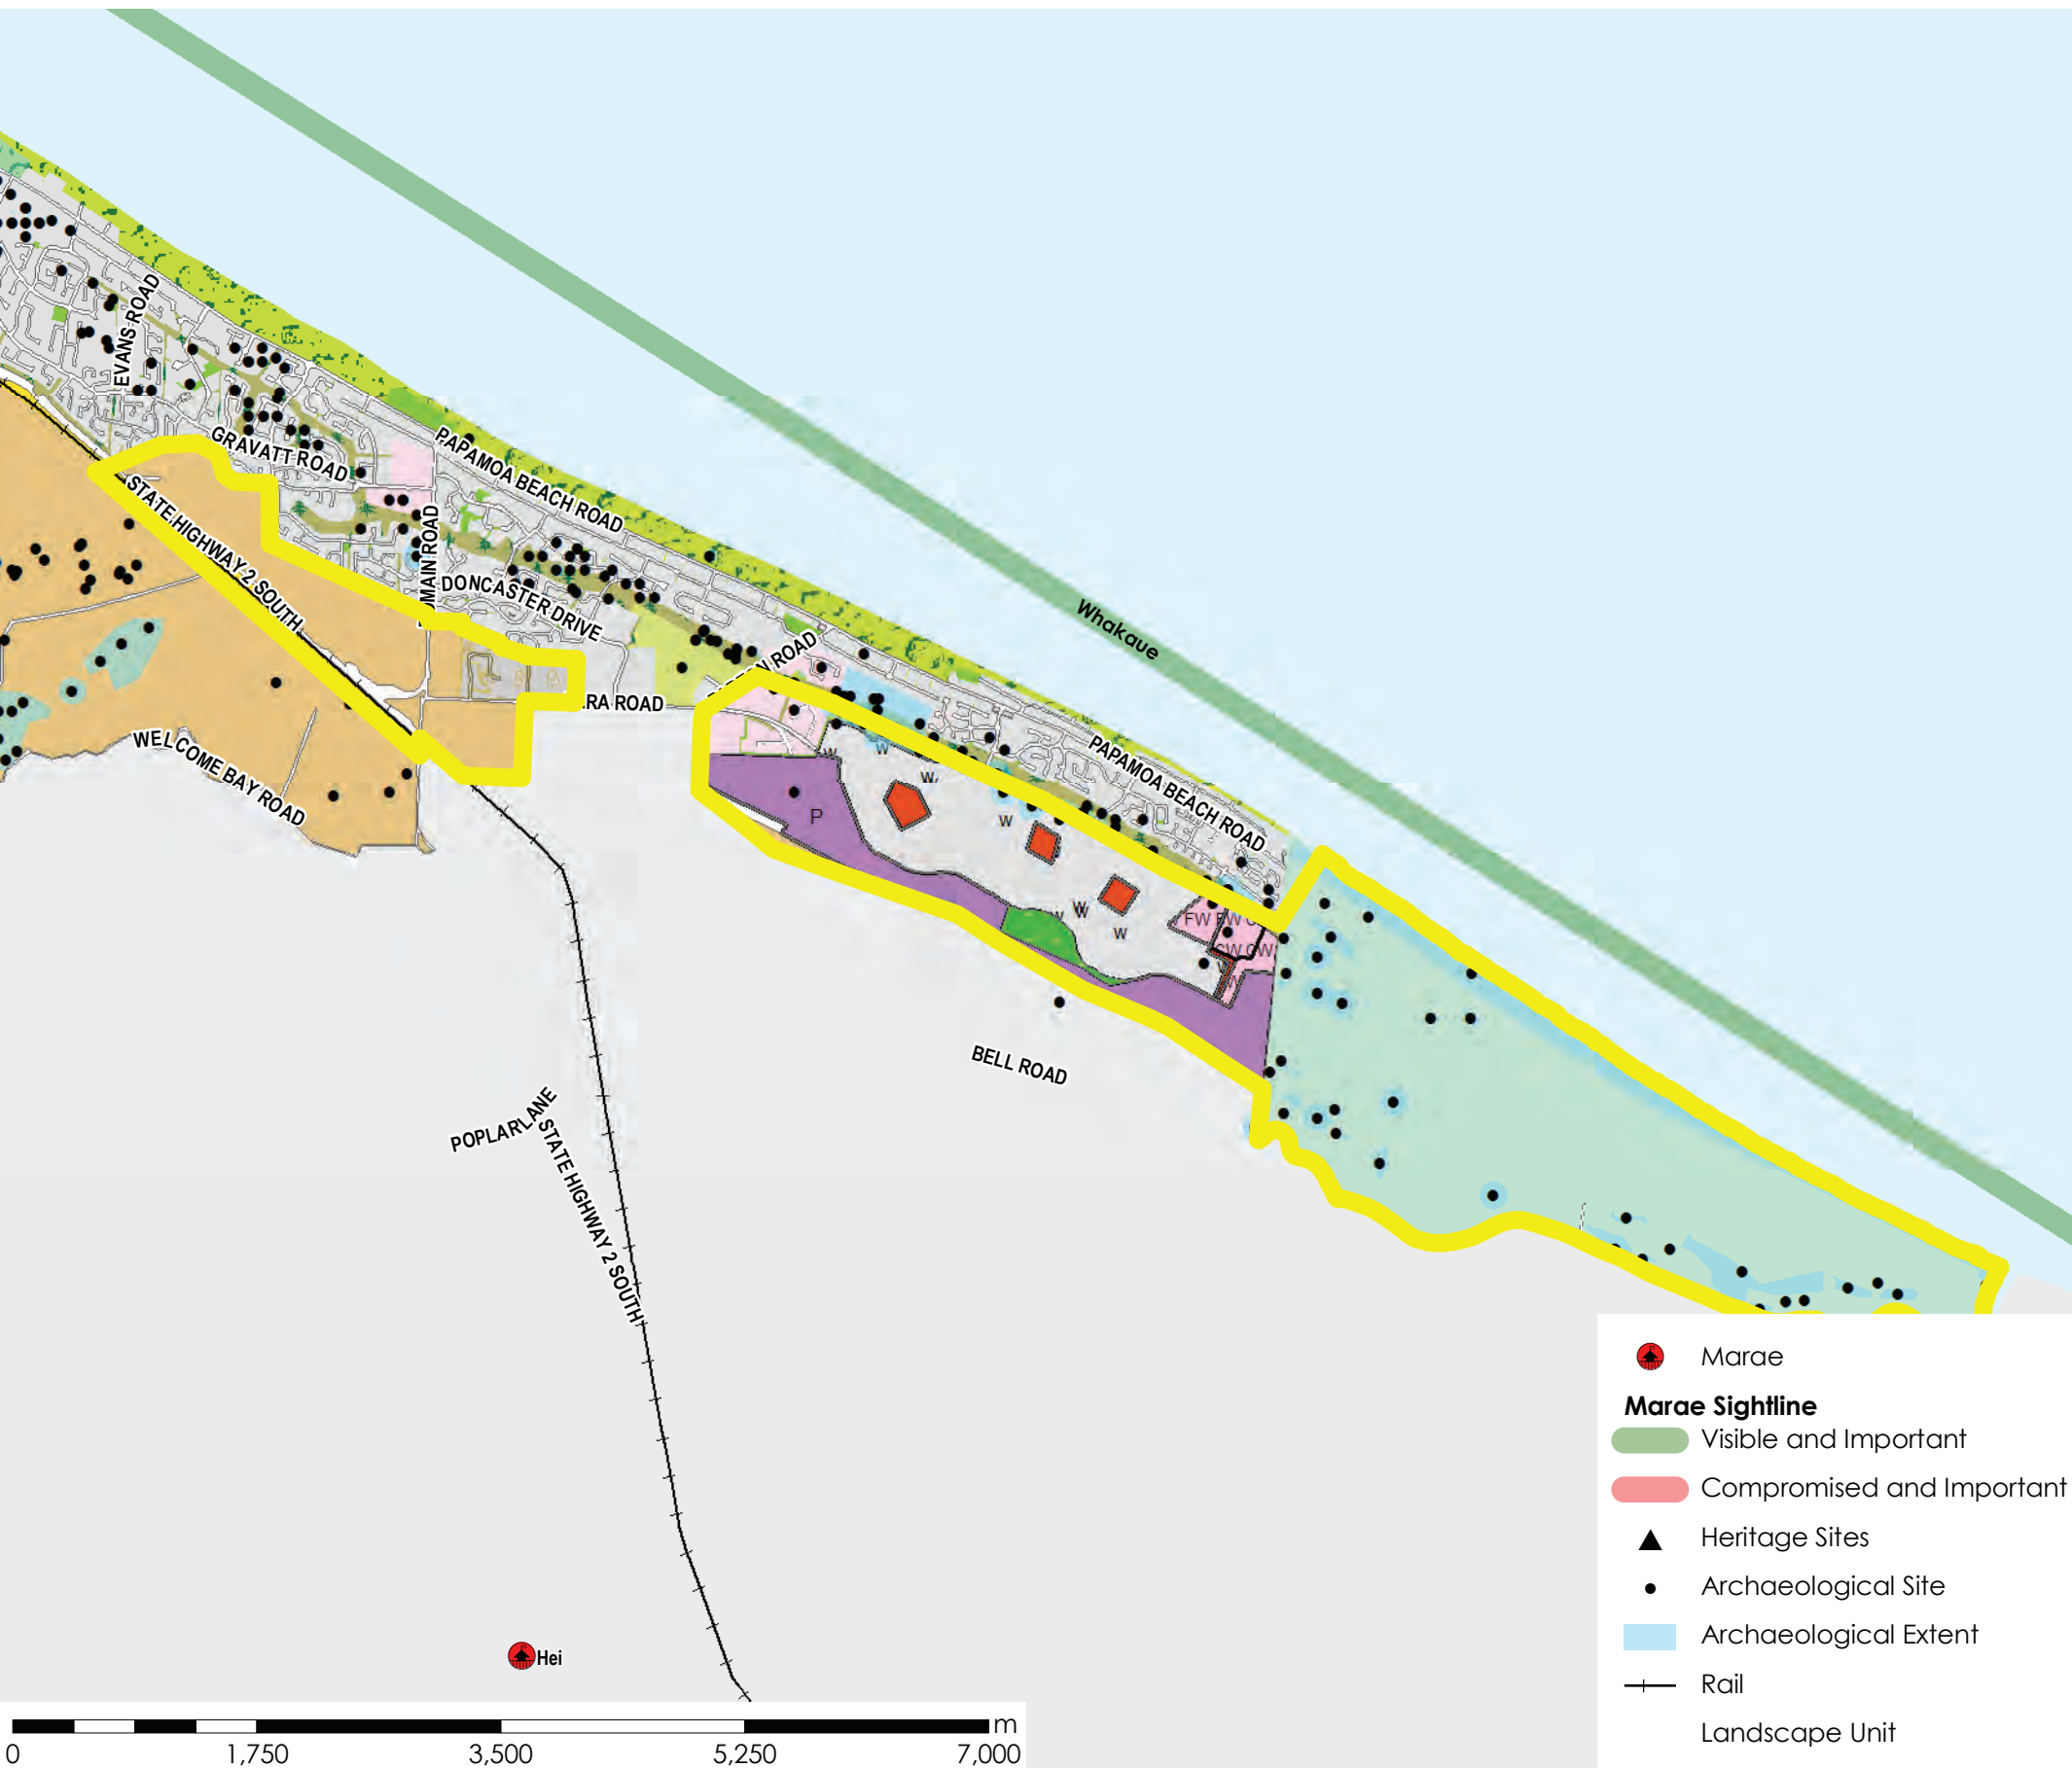 EVANS ROAD
GRAVATT ROAD
PAPAMOA BEACH ROAD
STATE HIGHWAY 2 SOUTH
DONCASTER DRIVE
ROAD
RA ROAD
WELCOME BAY ROAD
Whakaue
PAPAMOA BEACH ROAD
W
W
W
P
W
W
W
W
FW
CW
BELL ROAD
POPLAR LANE
STATE HIGHWAY 2 SOUTH
Hei
0
1,750
3,500
5,250
7,000
m
Marae
Marae Sightline
Visible and Important
Compromised and Important
Heritage Sites
Archaeological Site
Archaeological Extent
Rail
Landscape Unit